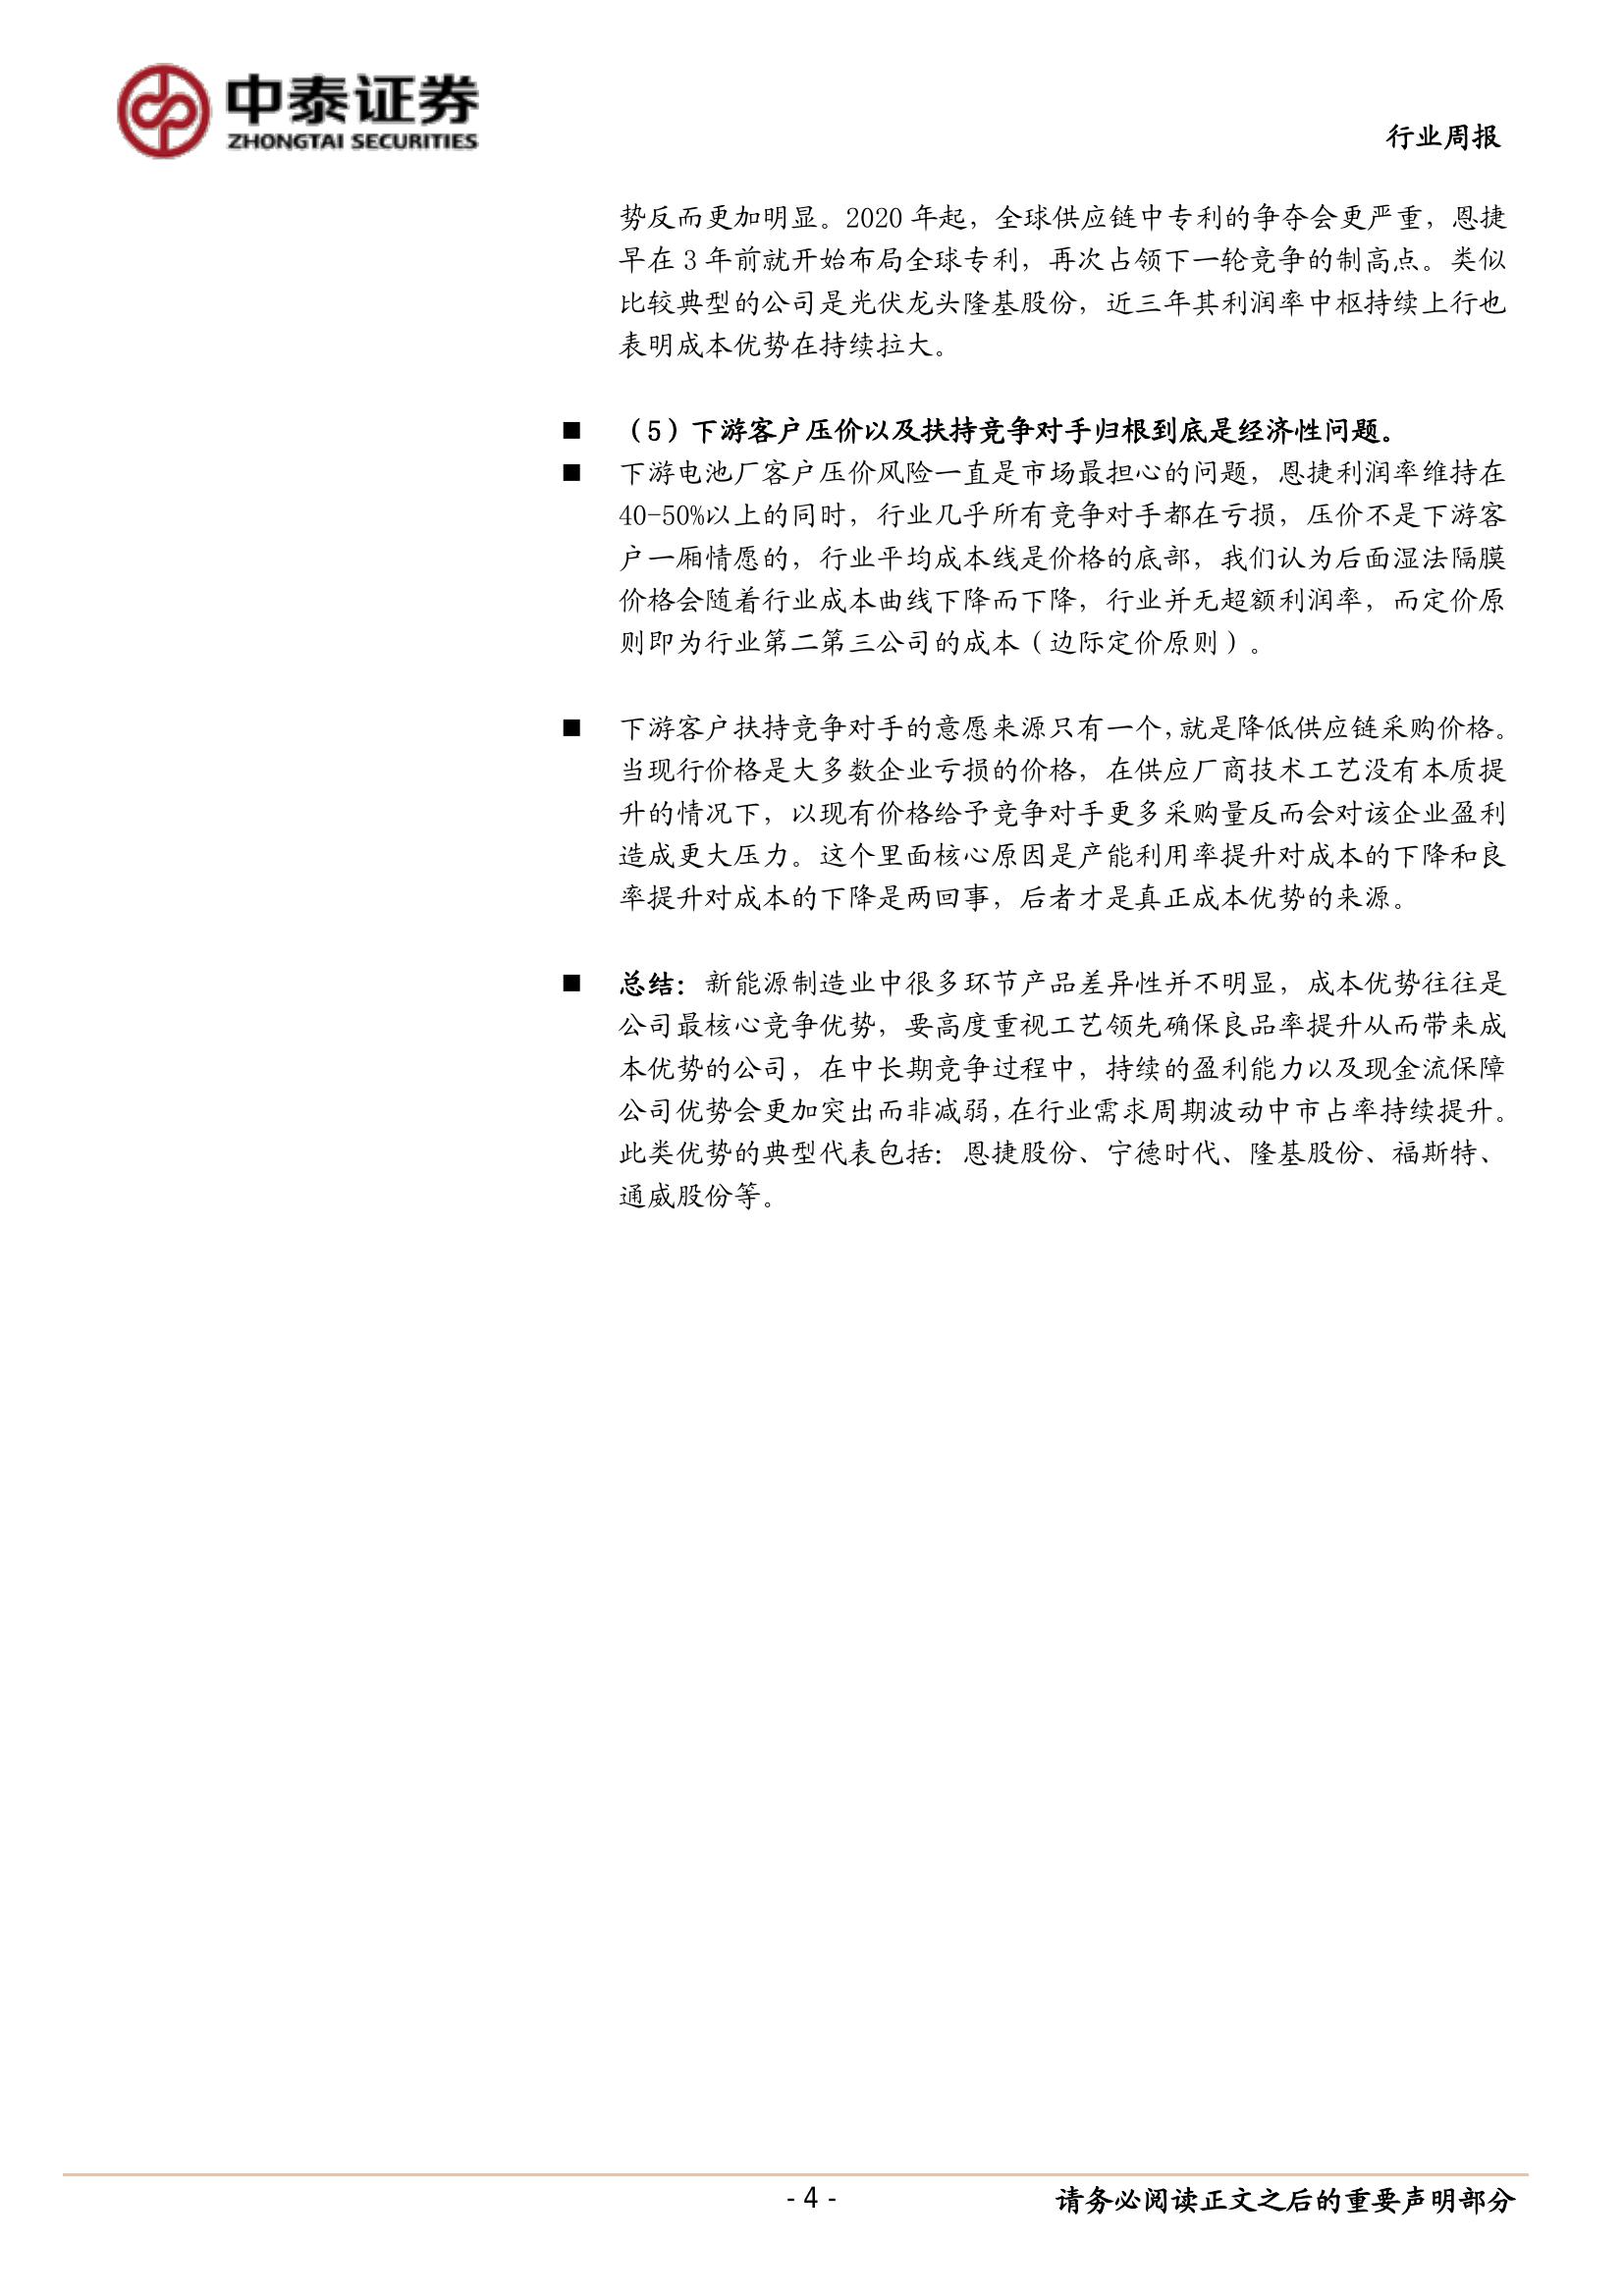 中泰证券
ZHONGTAI SECURITIES
行业周报
势反而更加明显。2020 年起，全球供应链中专利的争夺会更严重，恩捷
早在 3 年前就开始布局全球专利，再次占领下一轮竞争的制高点。类似
比较典型的公司是光伏龙头隆基股份，近三年其利润率中枢持续上行也
表明成本优势在持续拉大。
■ （5）下游客户压价以及扶持竞争对手归根到底是经济性问题。
■ 下游电池厂客户压价风险一直是市场最担心的问题，恩捷利润率维持在
40-50%以上的同时，行业几乎所有竞争对手都在亏损，压价不是下游客
户一厢情愿的，行业平均成本线是价格的底部，我们认为后面湿法隔膜
价格会随着行业成本曲线下降而下降，行业并无超额利润率，而定价原
则即为行业第二第三公司的成本（边际定价原则）。
■ 下游客户扶持竞争对手的意愿来源只有一个，就是降低供应链采购价格。
当现行价格是大多数企业亏损的价格，在供应厂商技术工艺没有本质提
升的情况下，以现有价格给予竞争对手更多采购量反而会对该企业盈利
造成更大压力。这个里面核心原因是产能利用率提升对成本的下降和良
率提升对成本的下降是两回事，后者才是真正成本优势的来源。
■ 总结：新能源制造业中很多环节产品差异性并不明显，成本优势往往是
公司最核心竞争优势，要高度重视工艺领先确保良品率提升从而带来成
本优势的公司，在中长期竞争过程中，持续的盈利能力以及现金流保障
公司优势会更加突出而非减弱，在行业需求周期波动中市占率持续提升。
此类优势的典型代表包括：恩捷股份、宁德时代、隆基股份、福斯特、
通威股份等。
- 4 -
请务必阅读正文之后的重要声明部分